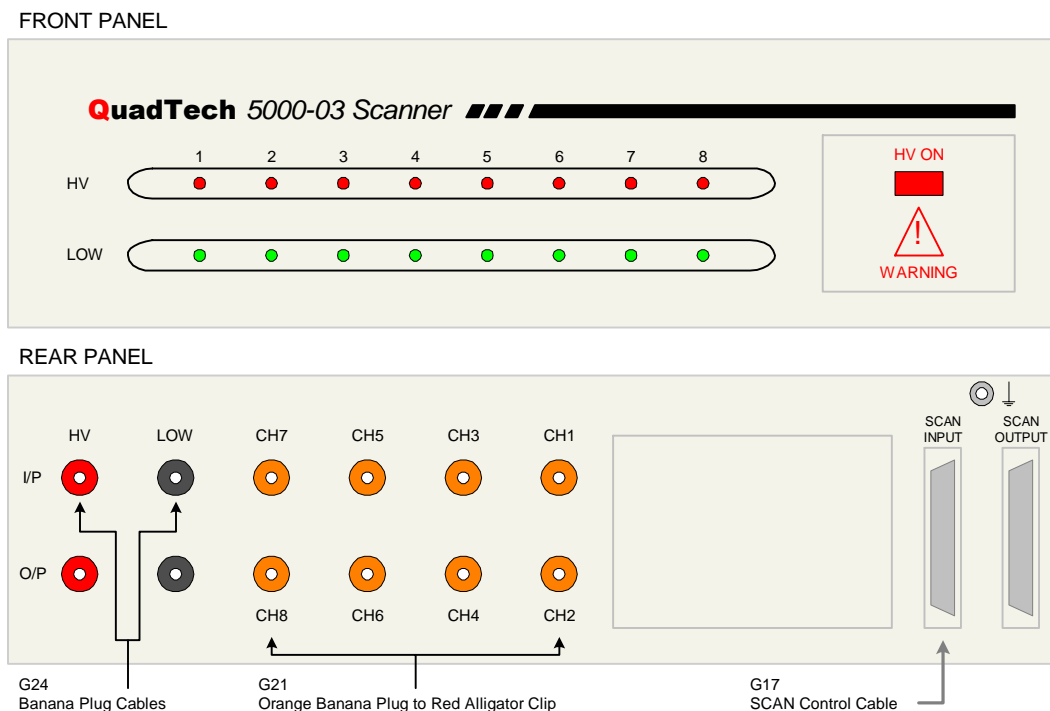 FRONT PANEL
QuadTech 5000-03 Scanner
1 2 3 4 5 6 7 8
HV
LOW
HV ON
!
WARNING
REAR PANEL
HV LOW CH7 CH5 CH3 CH1
SCAN INPUT
SCAN OUTPUT
I/P
O/P
CH8 CH6 CH4 CH2
G24
Banana Plug Cables
G21
Orange Banana Plug to Red Alligator Clip
G17
SCAN Control Cable